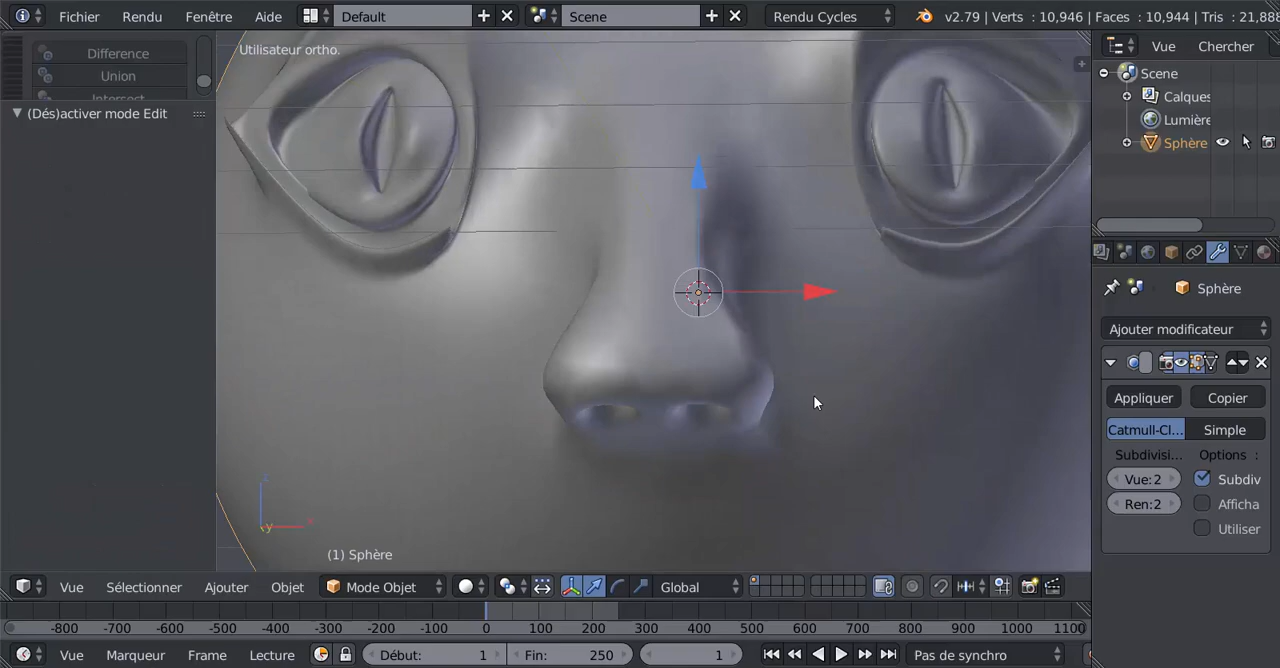 Fichier Rendu Fenêtre Aide Default Scene Rendu Cycles v2.79 | Verts : 10,946 | Faces : 10,944 | Tris : 21,888
Difference
Union
Intersect
(Dés)activer mode Edit
Utilisateur ortho.
z
x
y
(1) Sphère
Vue Chercher
Scene
Calques
Lumière
Sphère
Sphère
Ajouter modificateur
Appliquer Copier
Catmull-Cl... Simple
Subdivisi... Options :
Vue:2 Subdiv
Ren:2 Afficha
Utiliser
Vue Sélectionner Ajouter Objet Mode Objet Global
-800 -700 -600 -500 -400 -300 -200 -100 0 100 200 300 400 500 600 700 800 900 1000 1100
Vue Marqueur Frame Lecture Début: 1 Fin: 250 1 Pas de synchro